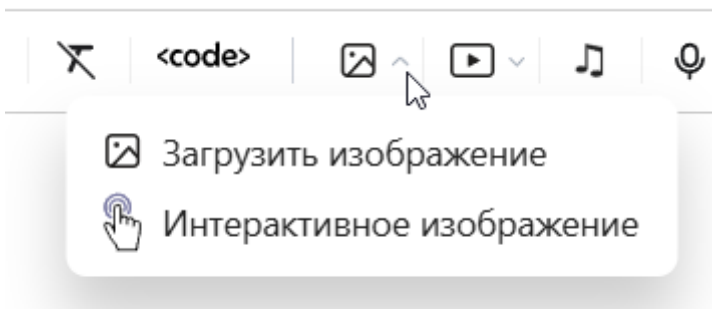 <code>
Загрузить изображение
Интерактивное изображение